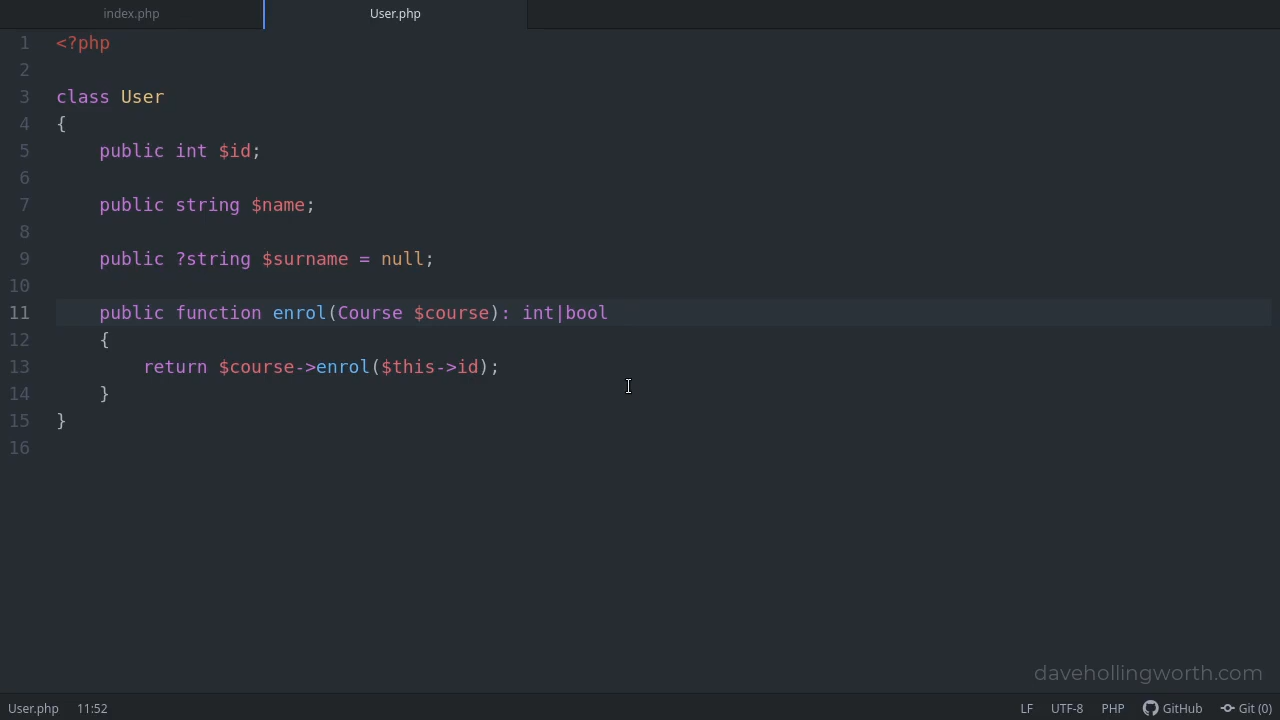 index.php User.php
1 <?php
2
3 class User
4 {
5     public int $id;
6
7     public string $name;
8
9     public ?string $surname = null;
10
11     public function enrol(Course $course): int|bool
12     {
13         return $course->enrol($this->id);
14     }
15 }
16
davehollingworth.com
User.php 11:52 LF UTF-8 PHP GitHub Git (0)